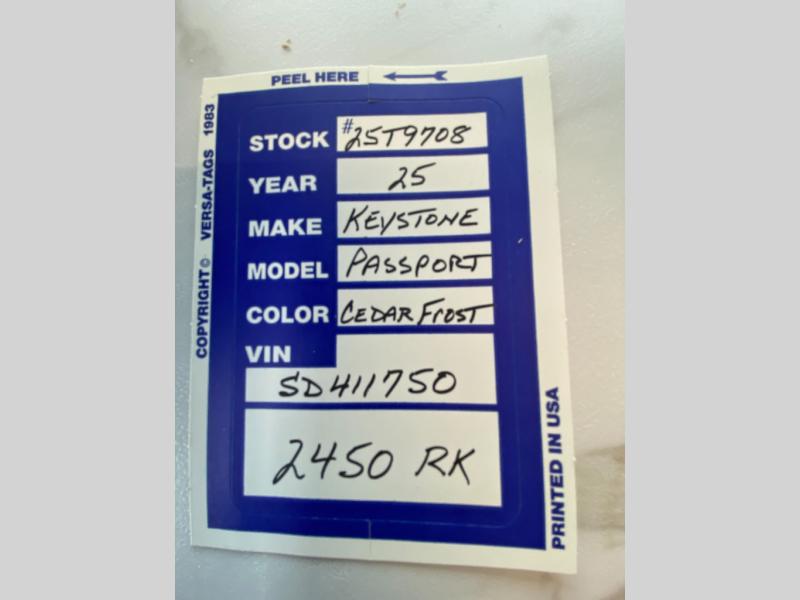 PEEL HERE
COPYRIGHT © VERSA-TAGS 1983
STOCK #25T9708
YEAR 25
MAKE KEYSTONE
MODEL PASSPORT
COLOR CEDAR FROST
VIN
SD411750
2450 RK
PRINTED IN USA